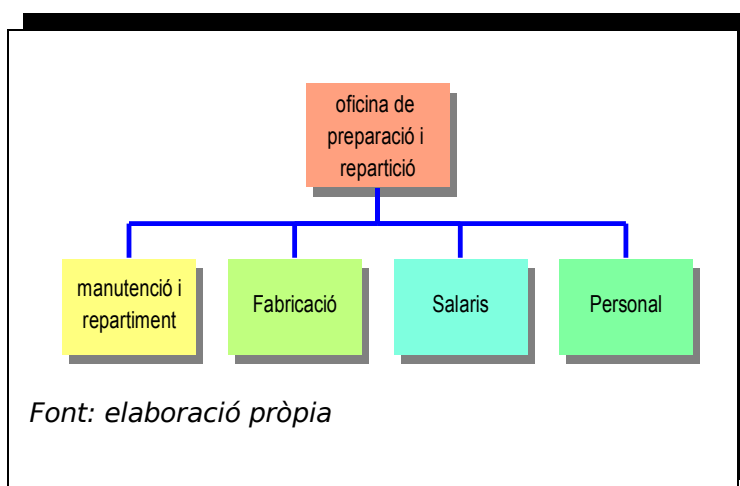 oficina de
preparació i
repartició
manutenció i
repartiment
Fabricació
Salaris
Personal
Font: elaboració pròpia